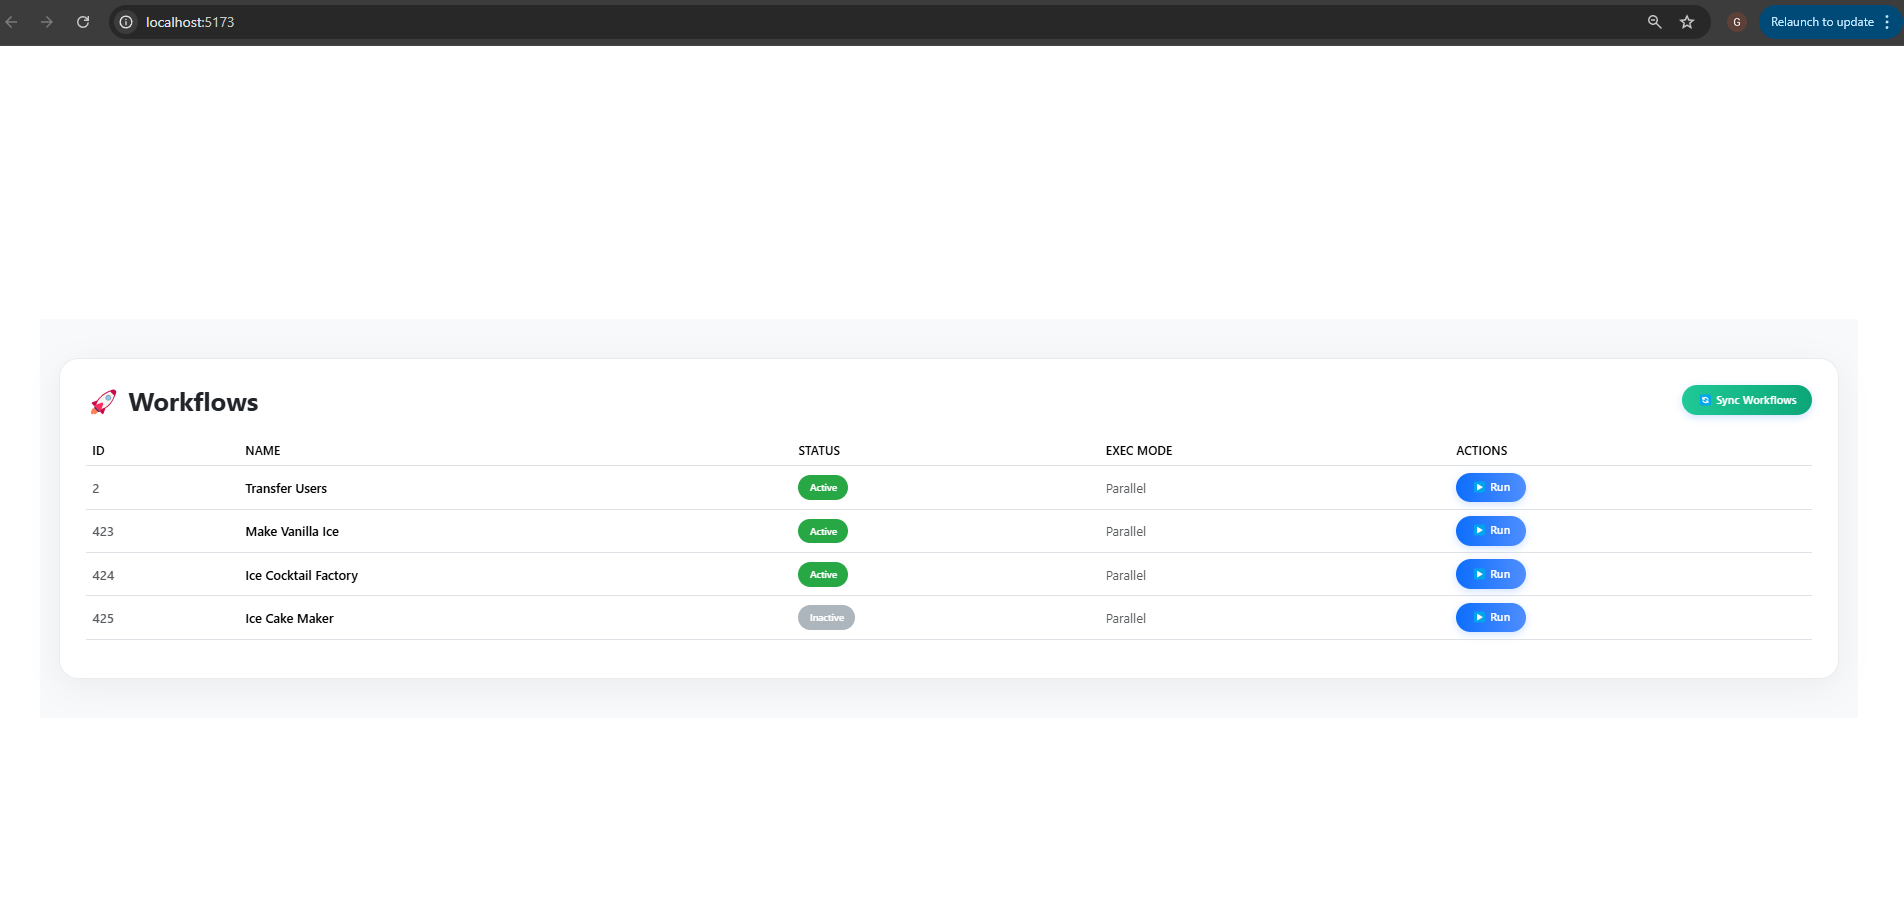 localhost:5173
G
Relaunch to update
Workflows
Sync Workflows
ID NAME STATUS EXEC MODE ACTIONS
2 Transfer Users Active Parallel Run
423 Make Vanilla Ice Active Parallel Run
424 Ice Cocktail Factory Active Parallel Run
425 Ice Cake Maker Inactive Parallel Run